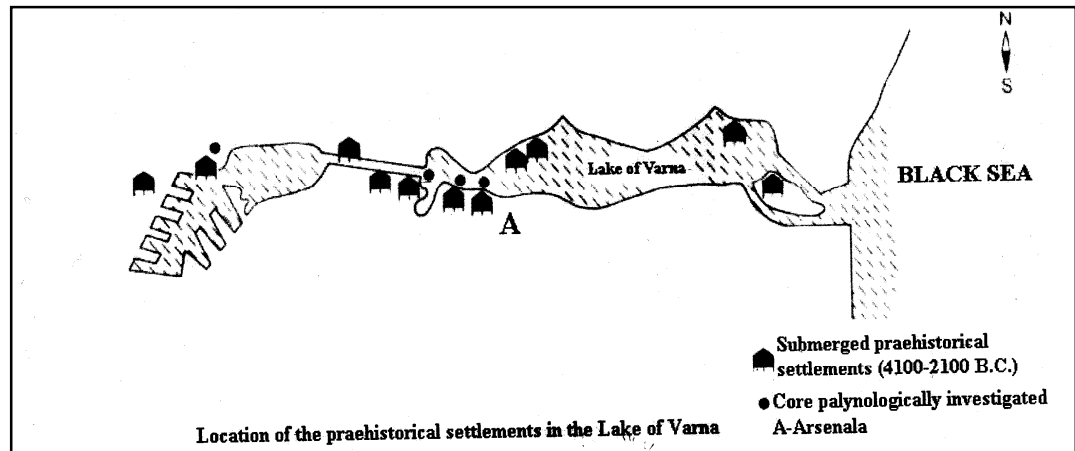 N
S
Lake of Varna
BLACK SEA
A
Submerged praehistorical
settlements (4100-2100 B.C.)
Core palynologically investigated
A-Arsenala
Location of the praehistorical settlements in the Lake of Varna